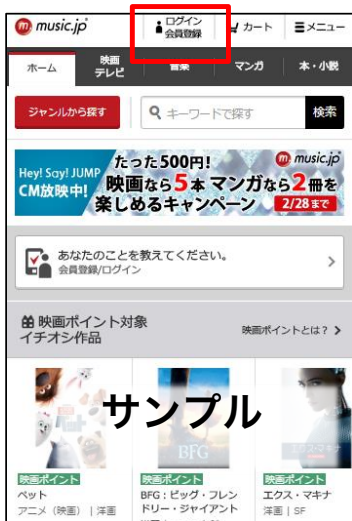 music.jp
ログイン
会員登録
カート
メニュー
ホーム
映画
テレビ
音楽
マンガ
本・小説
ジャンルから探す
キーワードで探す
検索
Hey! Say! JUMP
CM放映中!
たった500円!
music.jp
映画なら5本 マンガなら2冊を
楽しめるキャンペーン
2/28まで
あなたのことを教えてください。
会員登録/ログイン
映画ポイント対象
イチオシ作品
映画ポイントとは?
サンプル
BFG
エクス・マキナ
映画ポイント
ペット
アニメ(映画)|洋画
映画ポイント
BFG:ビッグ・フレン
ドリー・ジャイアント
映画ポイント
エクス・マキナ
洋画|SF